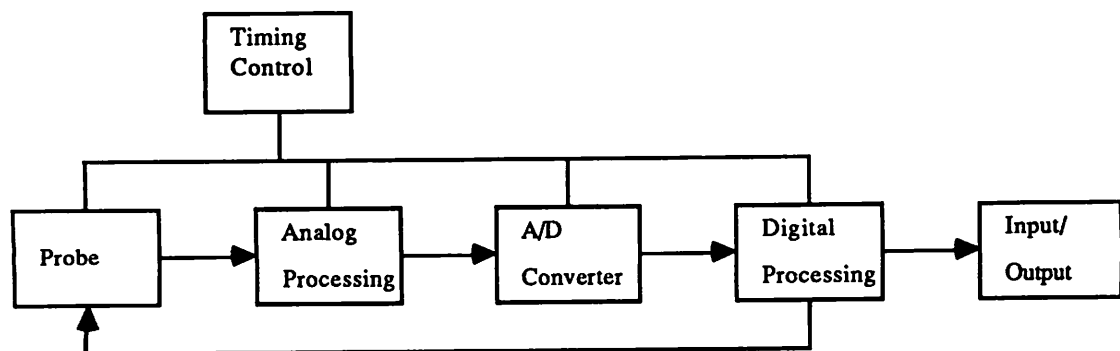 Timing
Control
Probe
Analog
Processing
A/D
Converter
Digital
Processing
Input/
Output